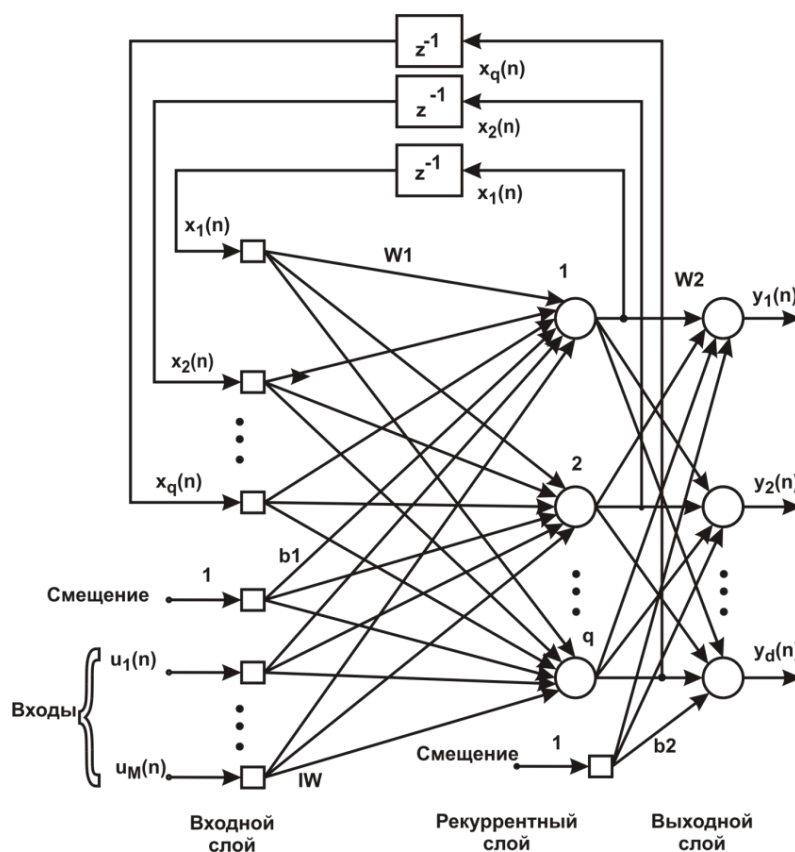 z-1
xq(n)
z-1
x2(n)
z-1
x1(n)
x1(n)
W1
1
W2
y1(n)
x2(n)
xq(n)
2
y2(n)
b1
Смещение
1
u1(n)
q
yd(n)
Входы
uM(n)
IW
Смещение
1
b2
Входной
слой
Рекуррентный
слой
Выходной
слой